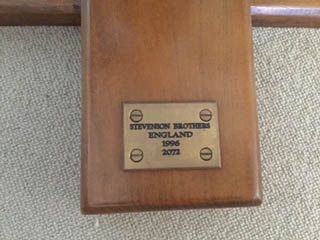 STEVENSON BROTHERS
ENGLAND
1996
2072